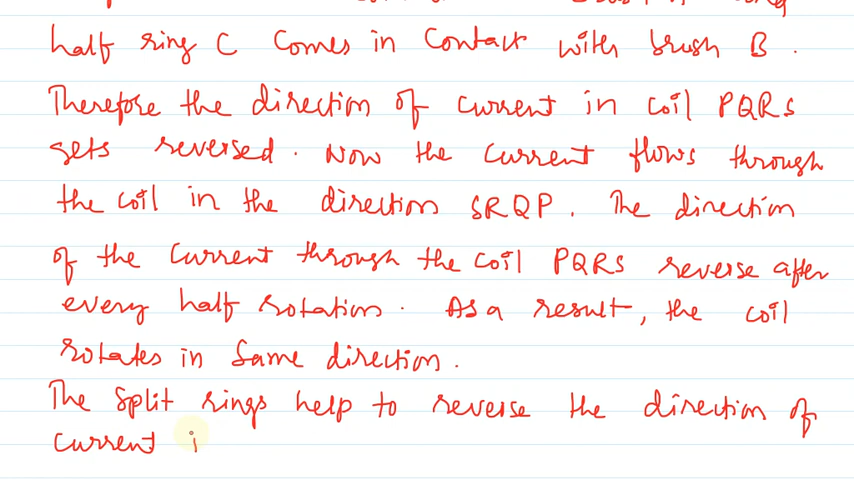 half ring C Comes in Contact with brush B.
Therefore the direction of current in coil PQRS
gets reversed. Now the current flows through
the coil in the direction SRQP. The direction
of the current through the coil PQRS reverse after
every half rotation. As a result, the coil
rotates in Same direction.
The Split rings help to reverse the direction of
current i